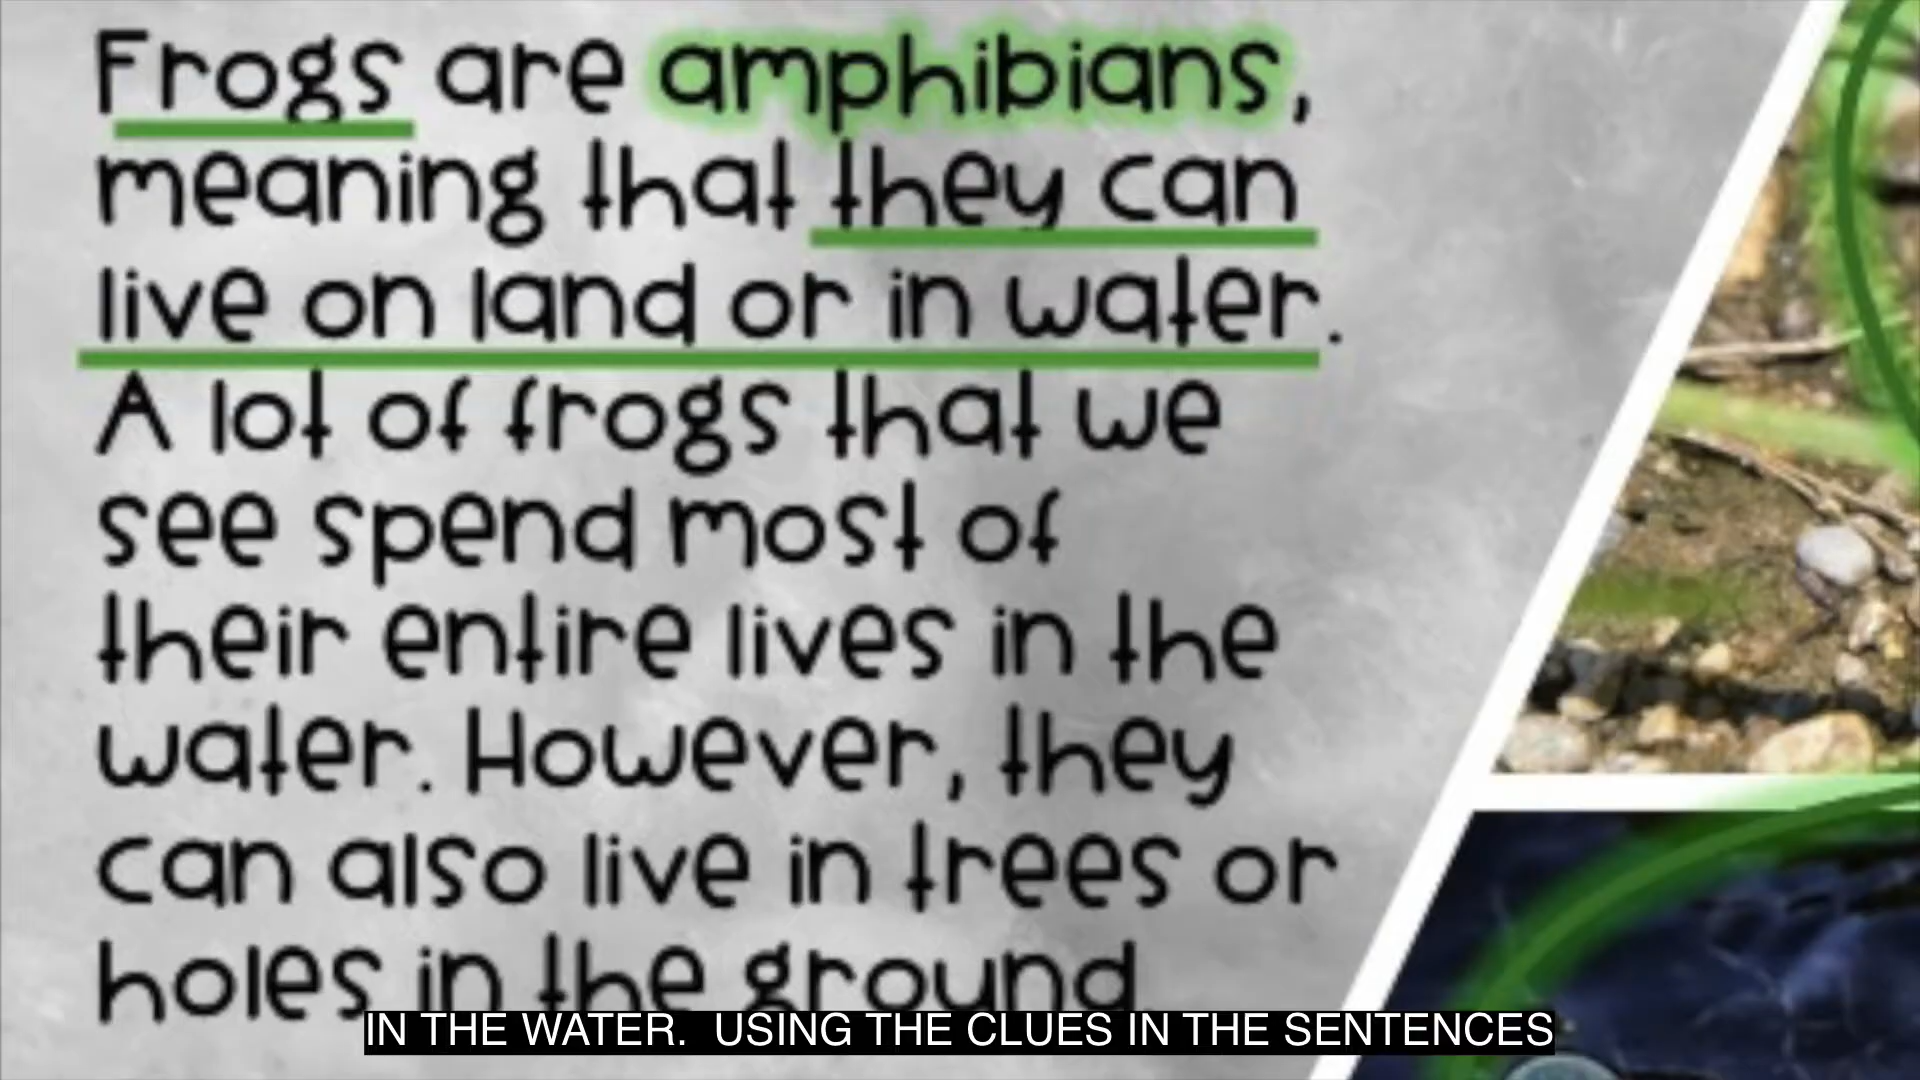 Frogs are amphibians,
meaning that they can
live on land or in water.
A lot of frogs that we
see spend most of
their entire lives in the
water. However, they
can also live in trees or
holes in the ground.
IN THE WATER.  USING THE CLUES IN THE SENTENCES